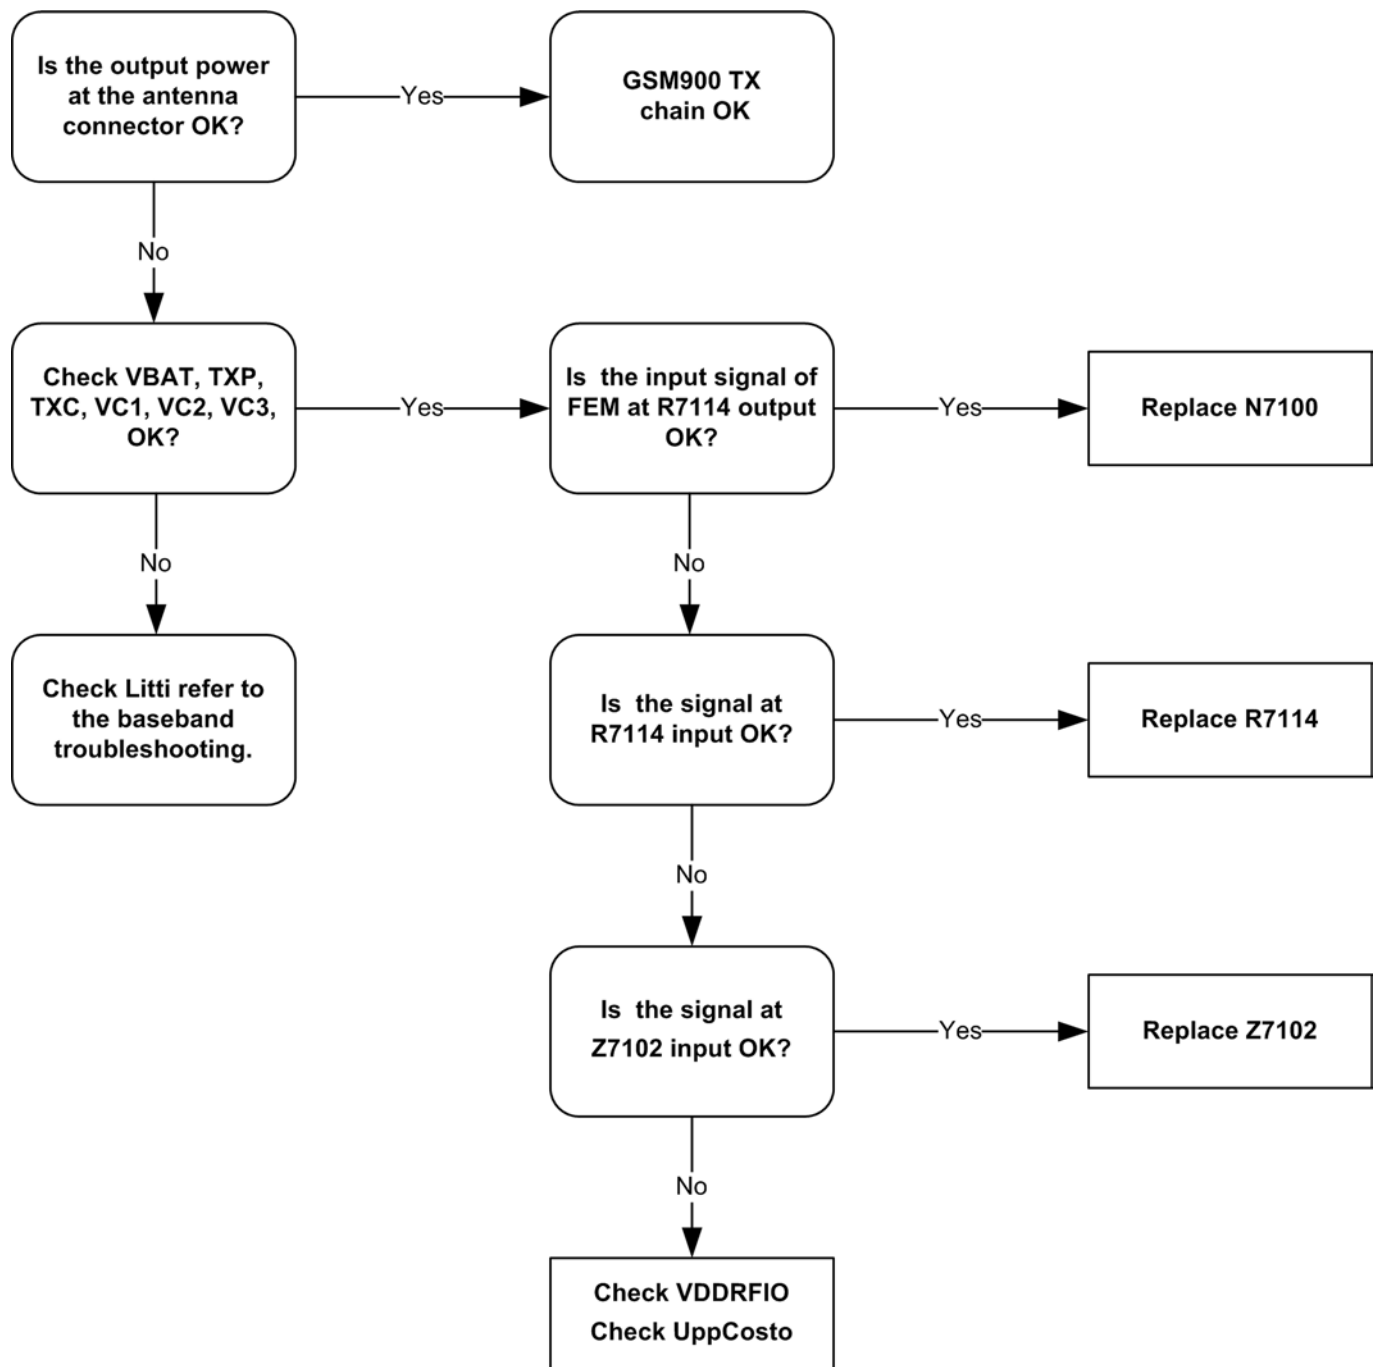 Is the output power
at the antenna
connector OK?
Yes
GSM900 TX
chain OK
No
Check VBAT, TXP,
TXC, VC1, VC2, VC3,
OK?
Yes
Is the input signal of
FEM at R7114 output
OK?
Yes
Replace N7100
No
No
Check Litti refer to
the baseband
troubleshooting.
Is the signal at
R7114 input OK?
Yes
Replace R7114
No
Is the signal at
Z7102 input OK?
Yes
Replace Z7102
No
Check VDDRFIO
Check UppCosto